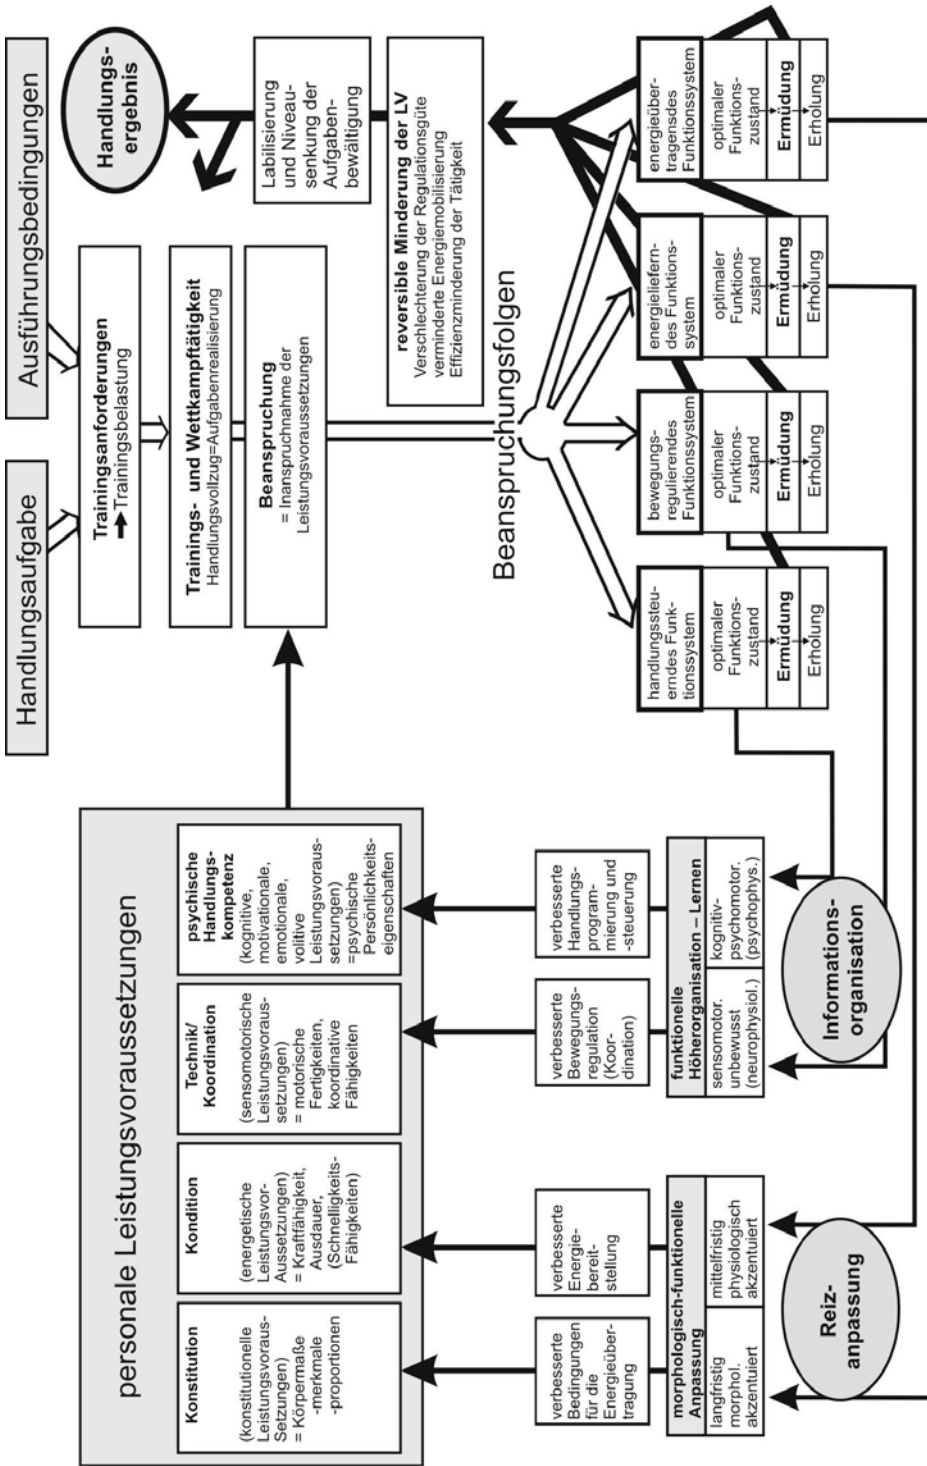 Handlungsaufgabe
Ausführungsbedingungen
personale Leistungsvoraussetzungen
Konstitution
(konstitutionelle
Leistungsvoraus-
Setzungen)
= Körpermaße
-merkmale
-proportionen
Kondition
(energetische
Leistungsvor-
Aussetzungen)
= Kraftfähigkeit,
Ausdauer,
(Schnelligkeits-
Fähigkeiten)
Technik/
Koordination
(sensomotorische
Leistungsvoraus-
setzungen)
= motorische
Fertigkeiten,
koordinative
Fähigkeiten
psychische
Handlungs-
kompetenz
(kognitive,
motivationale,
emotionale,
volitive
Leistungsvoraus-
setzungen)
=psychische
Persönlichkeits-
eigenschaften
Trainingsanforderungen
Trainingsbelastung
Trainings- und Wettkampftätigkeit
Handlungsvollzug=Aufgabenrealisierung
Beanspruchung
= Inanspruchnahme der
Leistungsvoraussetzungen
Handlungs-
ergebnis
Labilisierung
und Niveau-
senkung der
Aufgaben-
bewältigung
reversible Minderung der LV
Verschlechterung der Regulationsgüte
verminderte Energiemobilisierung
Effizienzminderung der Tätigkeit
Beanspruchungsfolgen
verbesserte
Bedingungen
für die
Energieüber-
tragung
verbesserte
Energie-
bereit-
stellung
verbesserte
Bewegungs-
regulation
(Koor-
dination)
verbesserte
Handlungs-
program-
mierung und
-steuerung
morphologisch-funktionelle
Anpassung
langfristig
morphol.
akzentuiert
mittelfristig
physiologisch
akzentuiert
funktionelle
Höherorganisation – Lernen
sensomotor.
unbewusst
(neurophysiol.)
kognitiv-
psychomotor.
(psychophys.)
handlungssteu-
erndes Funk-
tionssystem
optimaler
Funktions-
zustand
Ermüdung
Erholung
bewegungs-
regulierendes
Funktionssystem
optimaler
Funktions-
zustand
Ermüdung
Erholung
energieliefern-
des Funktions-
system
optimaler
Funktions-
zustand
Ermüdung
Erholung
energieüber-
tragensdes
Funktionssystem
optimaler
Funktions-
zustand
Ermüdung
Erholung
Reiz-
anpassung
Informations-
organisation